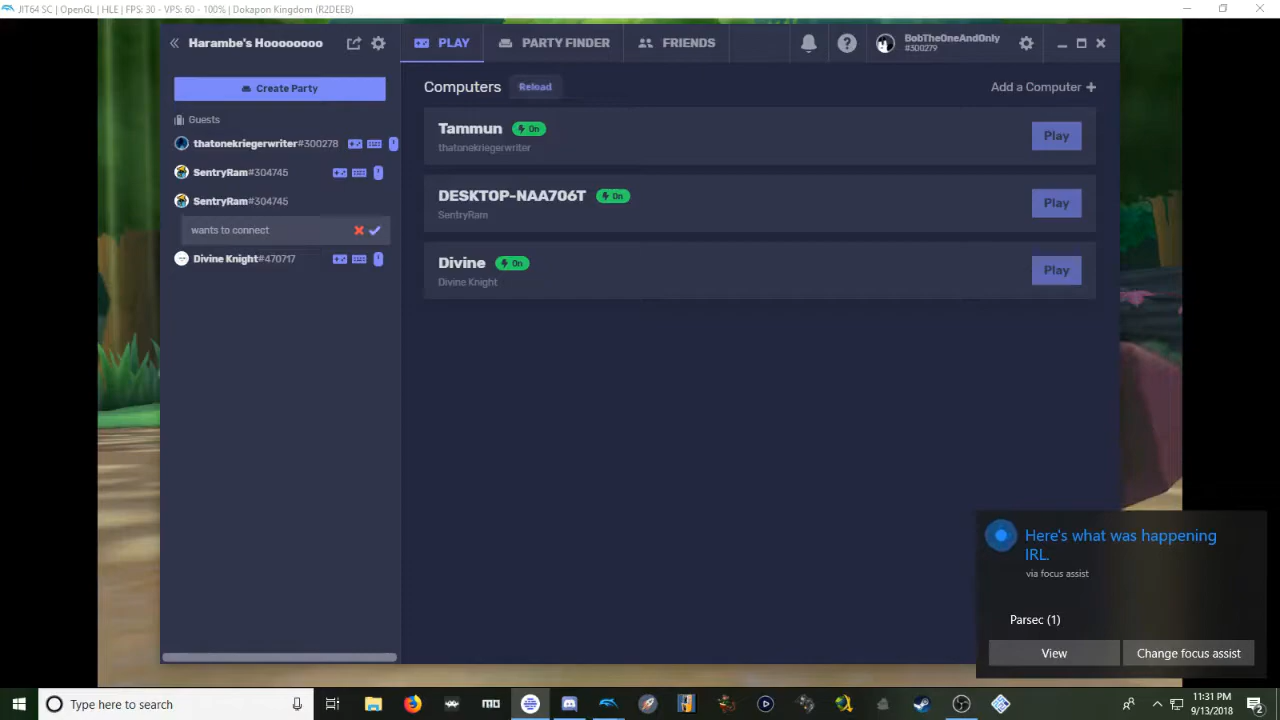 JIT64 SC | OpenGL | HLE | FPS: 30 - VPS: 60 - 100% | Dokapon Kingdom (R2DEEB)
Harambe's Hoooooooo
PLAY
PARTY FINDER
FRIENDS
BobTheOneAndOnly
#300279
Create Party
Computers
Reload
Add a Computer +
Guests
thatonekriegerwriter#300278
SentryRam#304745
SentryRam#304745
wants to connect
Divine Knight#470717
Tammun
On
thatonekriegerwriter
Play
DESKTOP-NAA706T
On
SentryRam
Play
Divine
On
Divine Knight
Play
Here's what was happening
IRL.
via focus assist
Parsec (1)
View
Change focus assist
Type here to search
11:31 PM
9/13/2018
2